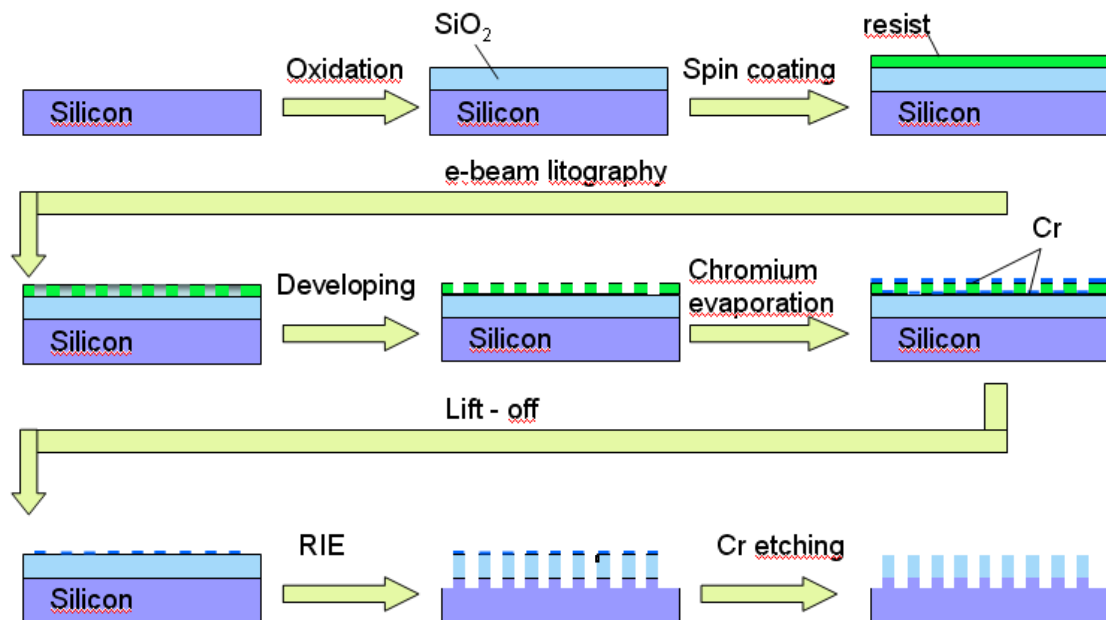 SiO₂
resist
Oxidation
Spin coating
Silicon
Silicon
Silicon
e-beam litography
Cr
Developing
Chromium
evaporation
Silicon
Silicon
Silicon
Lift - off
RIE
Cr etching
Silicon